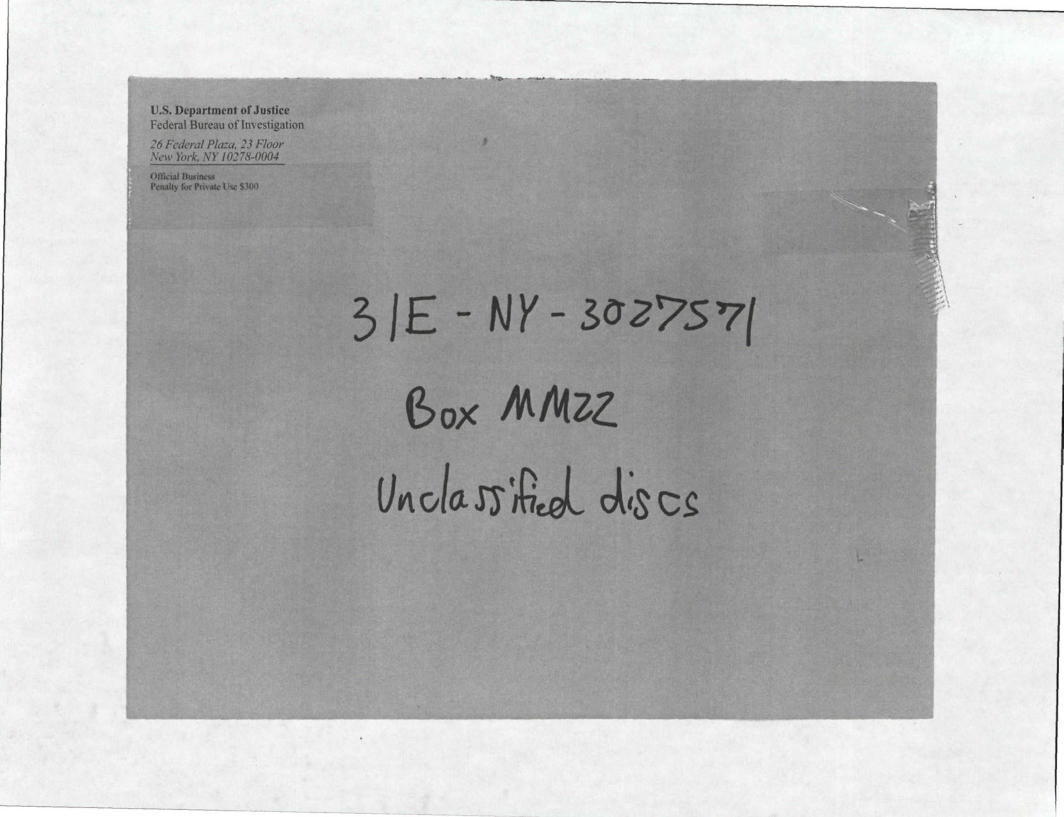 U.S. Department of Justice
Federal Bureau of Investigation
26 Federal Plaza, 23 Floor
New York, NY 10278-0004
Official Business
Penalty for Private Use $300
31E - NY - 3027571
Box MM22
Unclassified discs